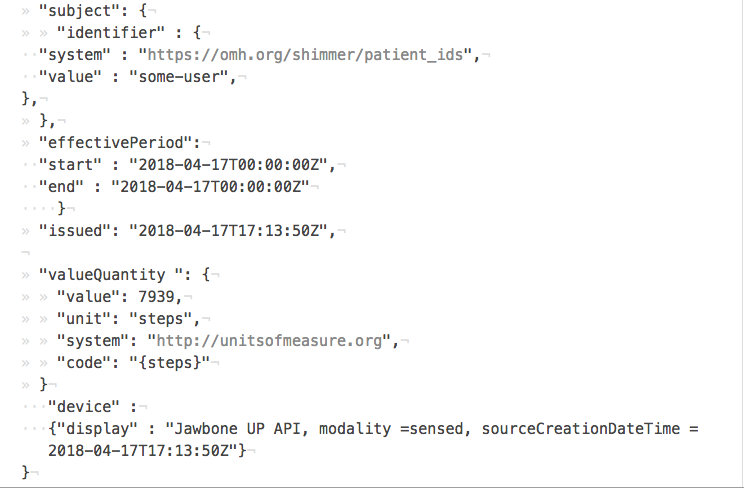 "subject": {
"identifier" : {
"system" : "https://omh.org/shimmer/patient_ids",
"value" : "some-user",
},
},
"effectivePeriod":
"start" : "2018-04-17T00:00:00Z",
"end" : "2018-04-17T00:00:00Z"
}
"issued": "2018-04-17T17:13:50Z",
"valueQuantity ": {
"value": 7939,
"unit": "steps",
"system": "http://unitsofmeasure.org",
"code": "{steps}"
}
"device" :
{"display" : "Jawbone UP API, modality =sensed, sourceCreationDateTime =
2018-04-17T17:13:50Z"}
}